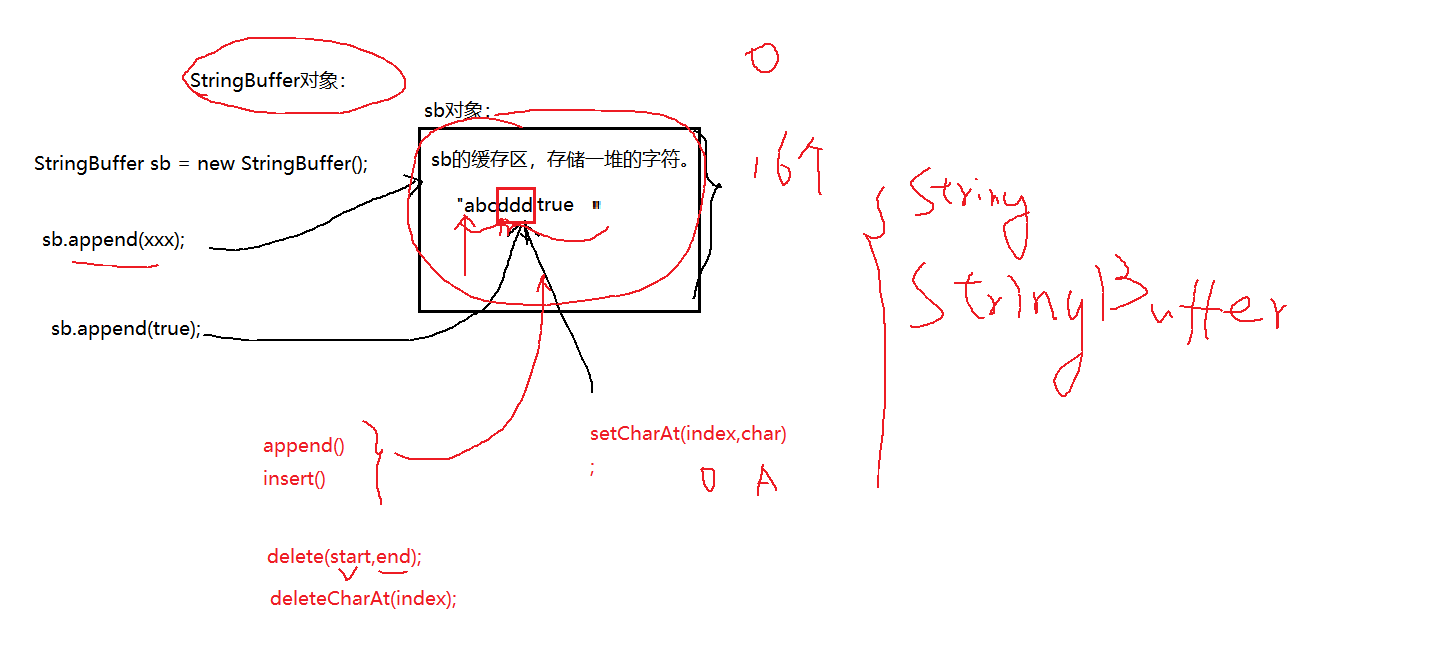 StringBuffer对象：
sb对象：
StringBuffer sb = new StringBuffer();
sb的缓存区，存储一堆的字符。
"abcdddtrue "
sb.append(xxx);
sb.append(true);
append()
insert()
setCharAt(index,char)
;
0 A
delete(start,end);
deleteCharAt(index);
0
16个
String
StringBuffer